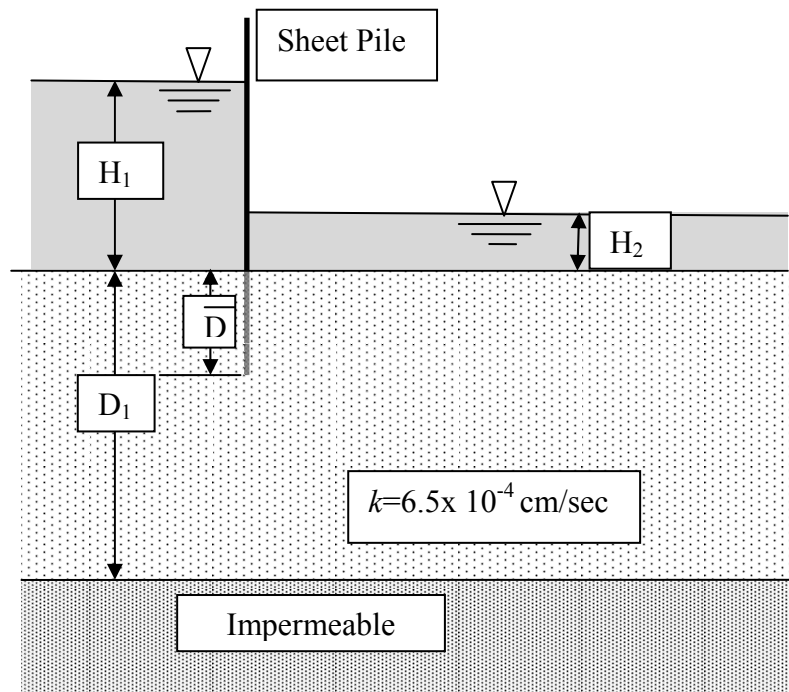 Sheet Pile
H₁
H₂
D
D₁
k=6.5x 10⁻⁴ cm/sec
Impermeable